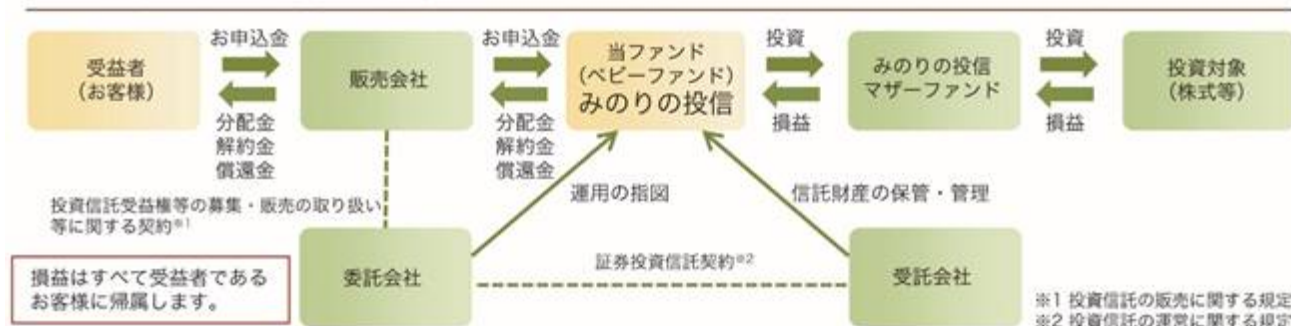 お申込金
お申込金
投資
投資
受益者
（お客様）
販売会社
当ファンド
（ベビーファンド）
みのりの投信
みのりの投信
マザーファンド
投資対象
（株式等）
分配金
解約金
償還金
分配金
解約金
償還金
損益
損益
運用の指図
信託財産の保管・管理
投資信託受益権等の募集・販売の取り扱い
等に関する契約※1
損益はすべて受益者である
お客様に帰属します。
委託会社
証券投資信託契約※2
受託会社
※1 投資信託の販売に関する規定
※2 投資信託の運営に関する規定